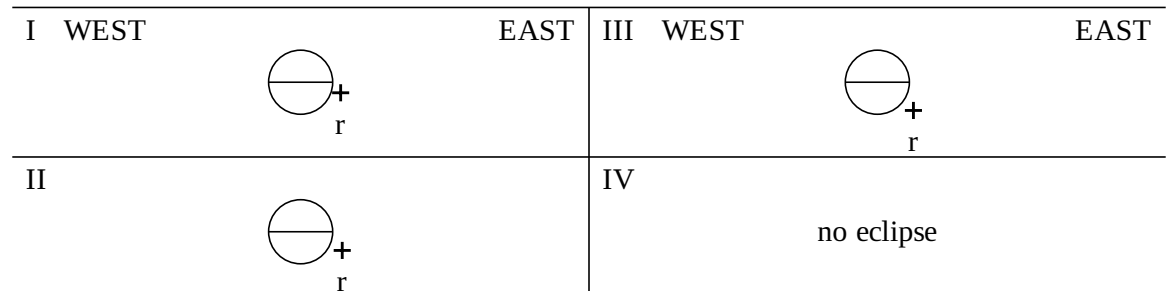 I WEST EAST
r
II
r
III WEST EAST
r
IV
no eclipse